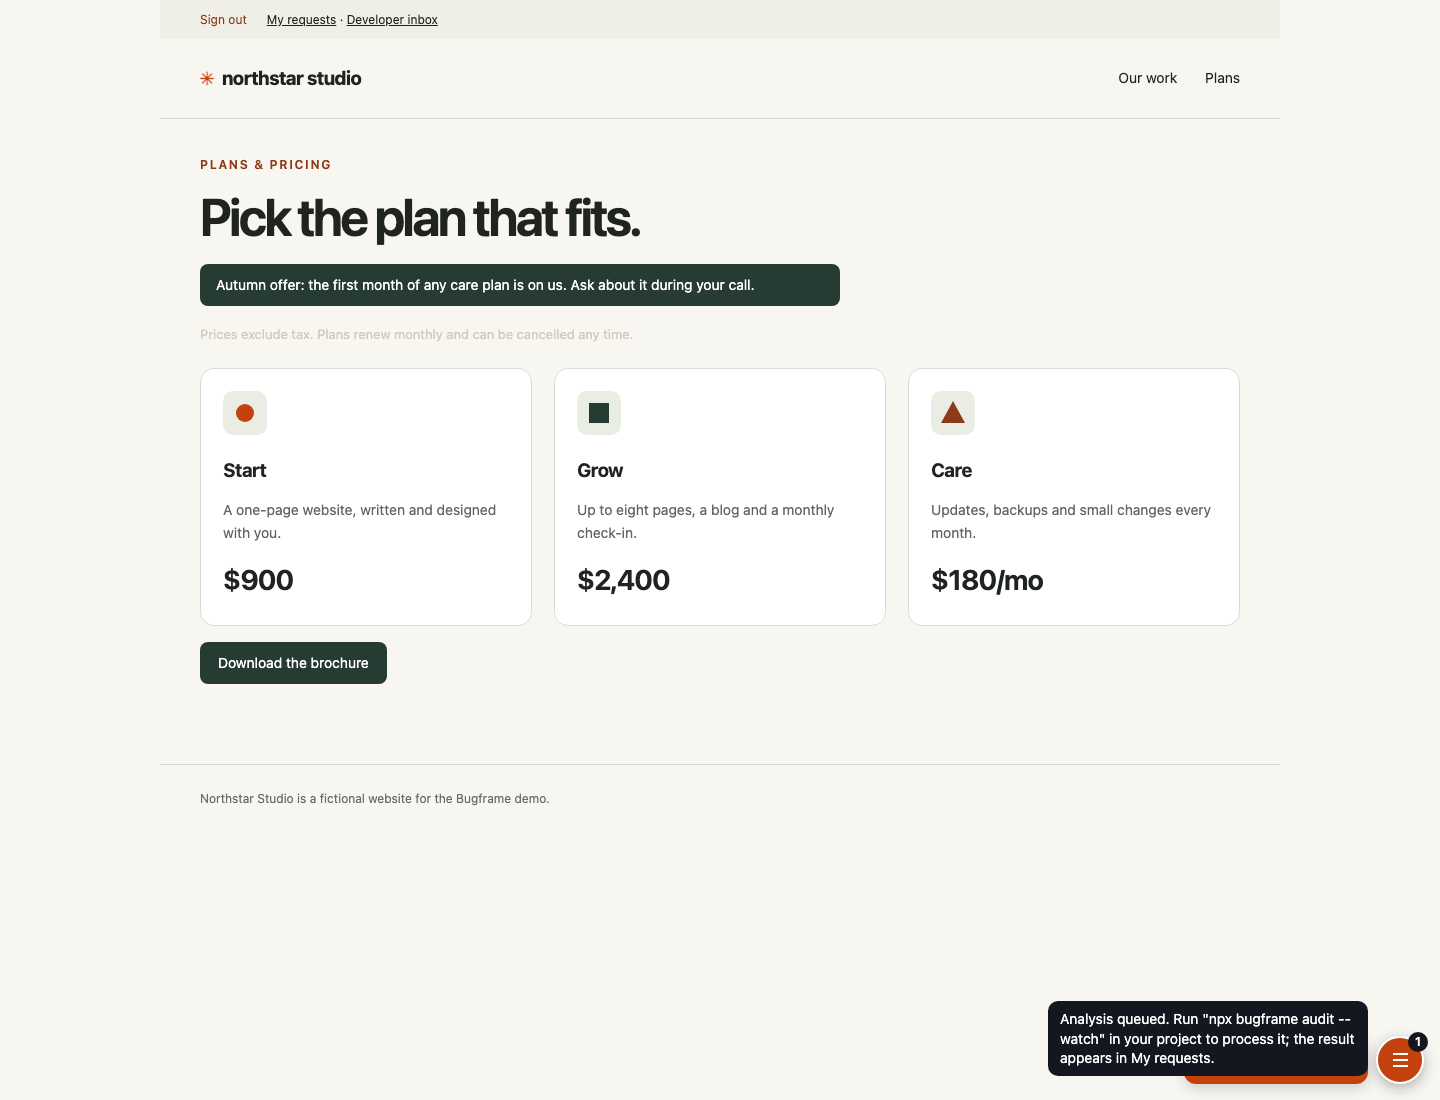 Sign out My requests · Developer inbox
northstar studio
Our work Plans
PLANS & PRICING
Pick the plan that fits.
Autumn offer: the first month of any care plan is on us. Ask about it during your call.
Prices exclude tax. Plans renew monthly and can be cancelled any time.
Start
A one-page website, written and designed
with you.
$900
Grow
Up to eight pages, a blog and a monthly
check-in.
$2,400
Care
Updates, backups and small changes every
month.
$180/mo
Download the brochure
Northstar Studio is a fictional website for the Bugframe demo.
Analysis queued. Run "npx bugframe audit --
watch" in your project to process it; the result
appears in My requests.
1